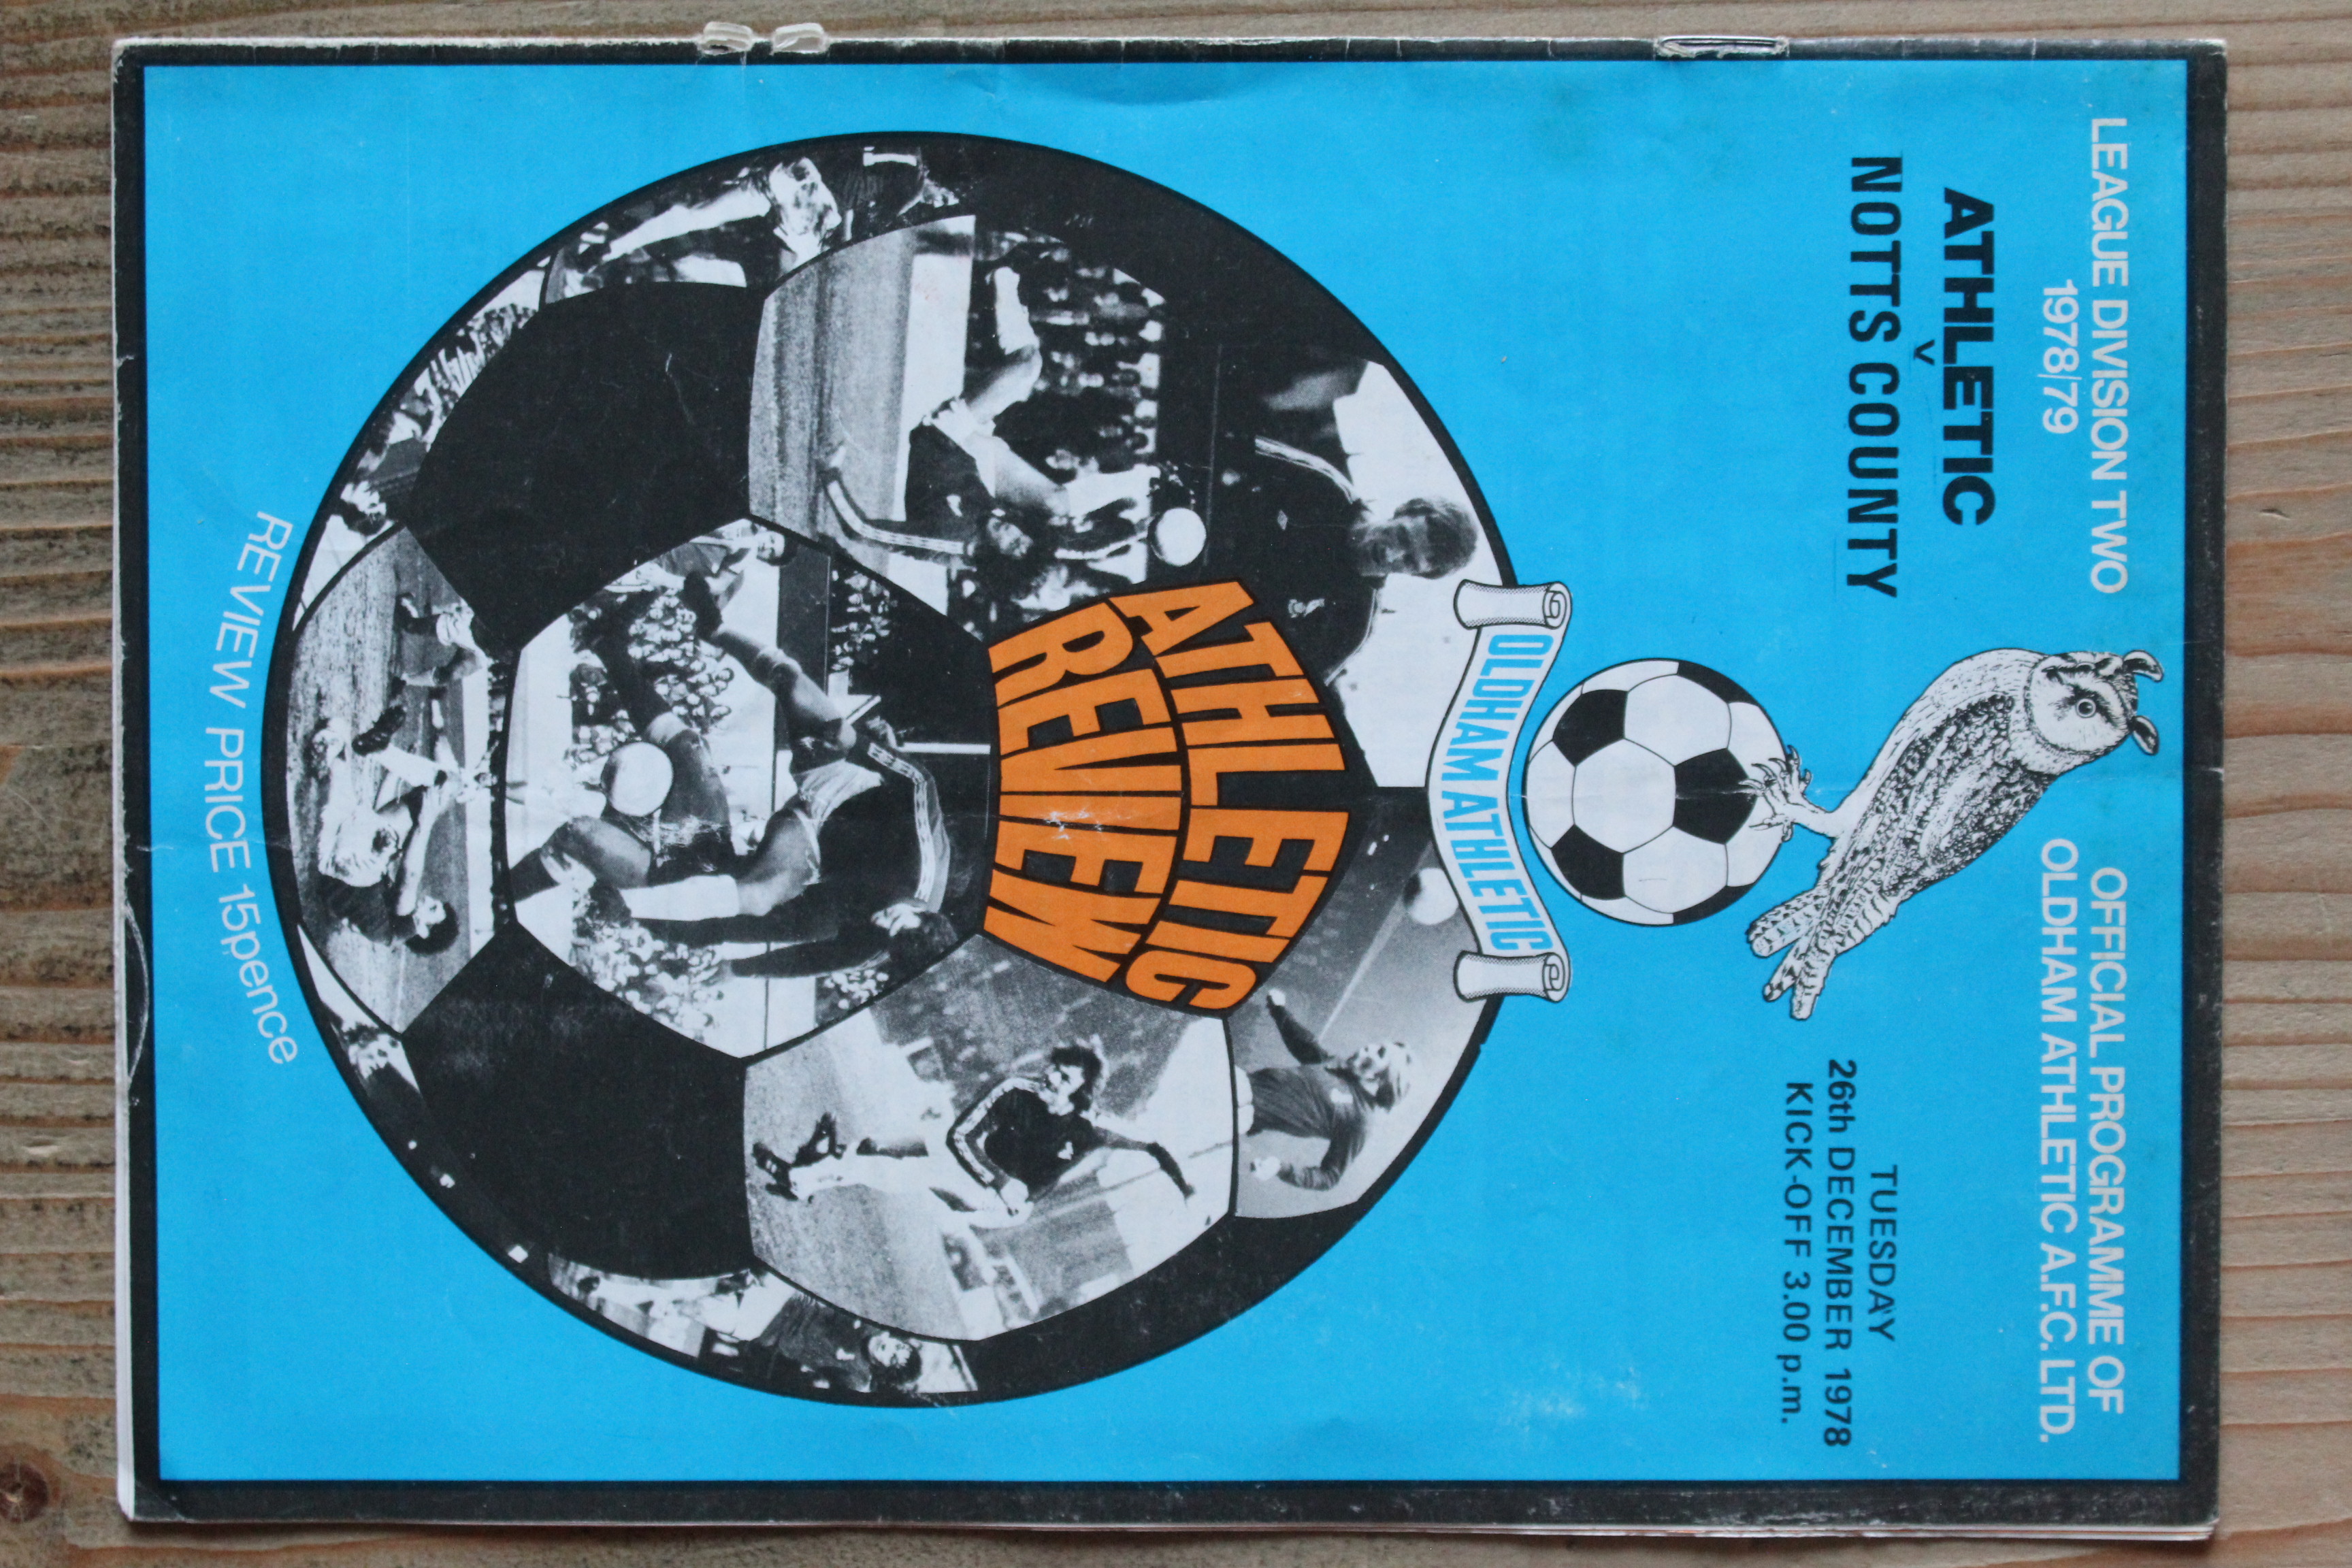 LEAGUE DIVISION TWO
1978/79
OFFICIAL PROGRAMME OF
OLDHAM ATHLETIC A.F.C. LTD.
ATHLETIC
v
NOTTS COUNTY
TUESDAY
26th DECEMBER 1978
KICK-OFF 3.00 p.m.
OLDHAM ATHLETIC
ATHLETIC
REVIEW
REVIEW PRICE 15pence